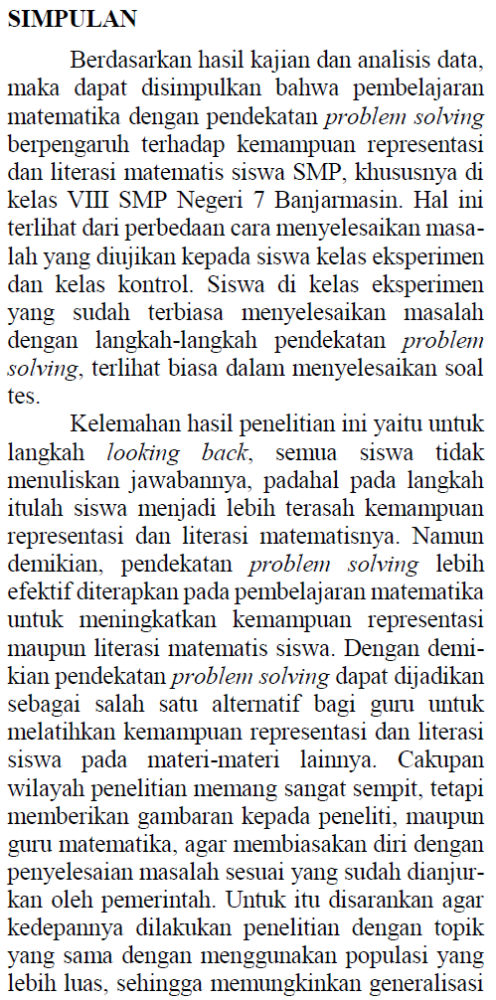 SIMPULAN
Berdasarkan hasil kajian dan analisis data,
maka dapat disimpulkan bahwa pembelajaran
matematika dengan pendekatan problem solving
berpengaruh terhadap kemampuan representasi
dan literasi matematis siswa SMP, khususnya di
kelas VIII SMP Negeri 7 Banjarmasin. Hal ini
terlihat dari perbedaan cara menyelesaikan masa-
lah yang diujikan kepada siswa kelas eksperimen
dan kelas kontrol. Siswa di kelas eksperimen
yang sudah terbiasa menyelesaikan masalah
dengan langkah-langkah pendekatan problem
solving, terlihat biasa dalam menyelesaikan soal
tes.
Kelemahan hasil penelitian ini yaitu untuk
langkah looking back, semua siswa tidak
menuliskan jawabannya, padahal pada langkah
itulah siswa menjadi lebih terasah kemampuan
representasi dan literasi matematisnya. Namun
demikian, pendekatan problem solving lebih
efektif diterapkan pada pembelajaran matematika
untuk meningkatkan kemampuan representasi
maupun literasi matematis siswa. Dengan demi-
kian pendekatan problem solving dapat dijadikan
sebagai salah satu alternatif bagi guru untuk
melatihkan kemampuan representasi dan literasi
siswa pada materi-materi lainnya. Cakupan
wilayah penelitian memang sangat sempit, tetapi
memberikan gambaran kepada peneliti, maupun
guru matematika, agar membiasakan diri dengan
penyelesaian masalah sesuai yang sudah dianjur-
kan oleh pemerintah. Untuk itu disarankan agar
kedepannya dilakukan penelitian dengan topik
yang sama dengan menggunakan populasi yang
lebih luas, sehingga memungkinkan generalisasi